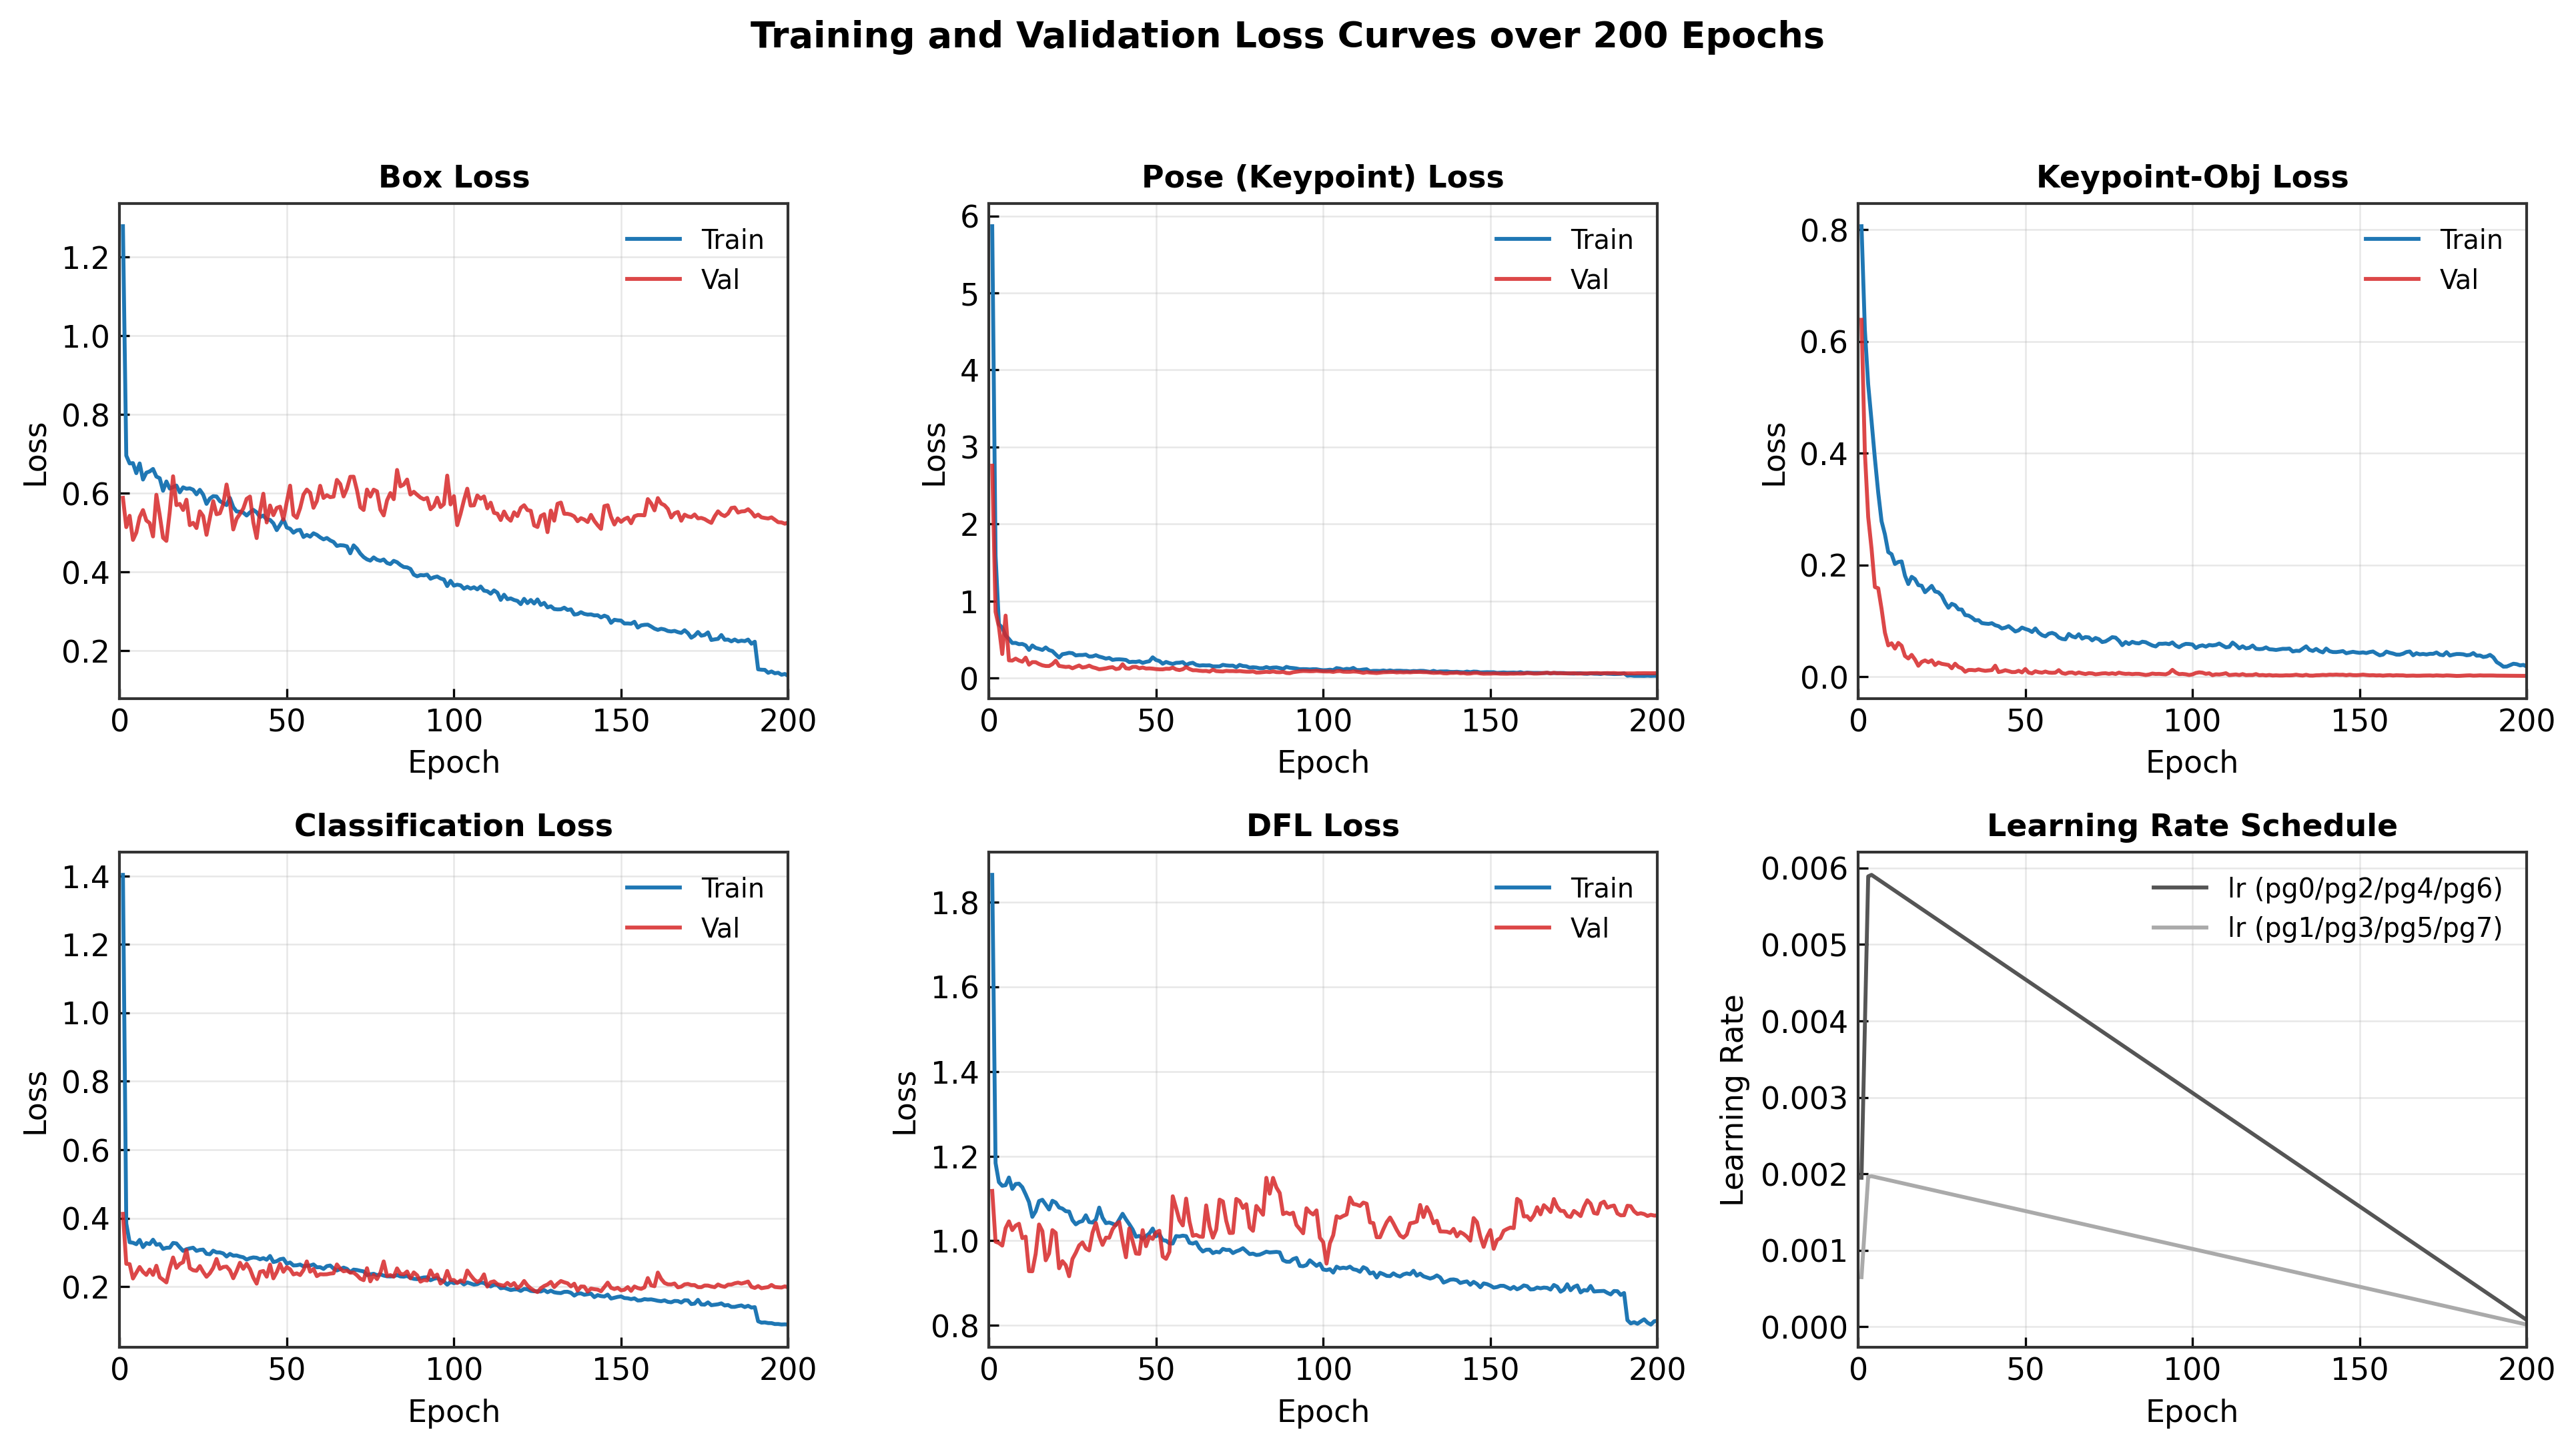 Training and Validation Loss Curves over 200 Epochs
Box Loss
Train
Val
1.2
1.0
0.8
0.6
0.4
0.2
Loss
0 50 100 150 200
Epoch
Pose (Keypoint) Loss
Train
Val
6
5
4
3
2
1
0
Loss
0 50 100 150 200
Epoch
Keypoint-Obj Loss
Train
Val
0.8
0.6
0.4
0.2
0.0
Loss
0 50 100 150 200
Epoch
Classification Loss
Train
Val
1.4
1.2
1.0
0.8
0.6
0.4
0.2
Loss
0 50 100 150 200
Epoch
DFL Loss
Train
Val
1.8
1.6
1.4
1.2
1.0
0.8
Loss
0 50 100 150 200
Epoch
Learning Rate Schedule
lr (pg0/pg2/pg4/pg6)
lr (pg1/pg3/pg5/pg7)
0.006
0.005
0.004
0.003
0.002
0.001
0.000
Learning Rate
0 50 100 150 200
Epoch